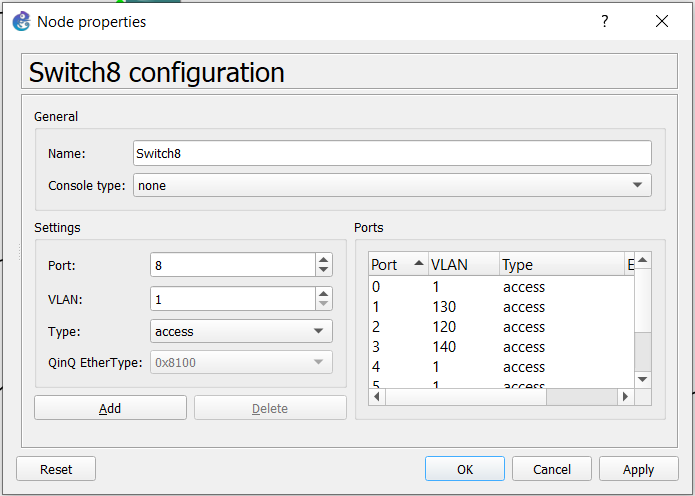 Node properties
?
Switch8 configuration
General
Name: Switch8
Console type: none
Settings
Port: 8
VLAN: 1
Type: access
QinQ EtherType: 0x8100
Add Delete
Ports
Port VLAN Type E
0 1 access
1 130 access
2 120 access
3 140 access
4 1 access
5 1 access
Reset OK Cancel Apply